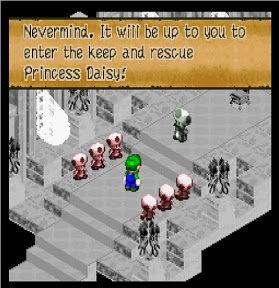 Nevermind. It will be up to you to
enter the keep and rescue
Princess Daisy!